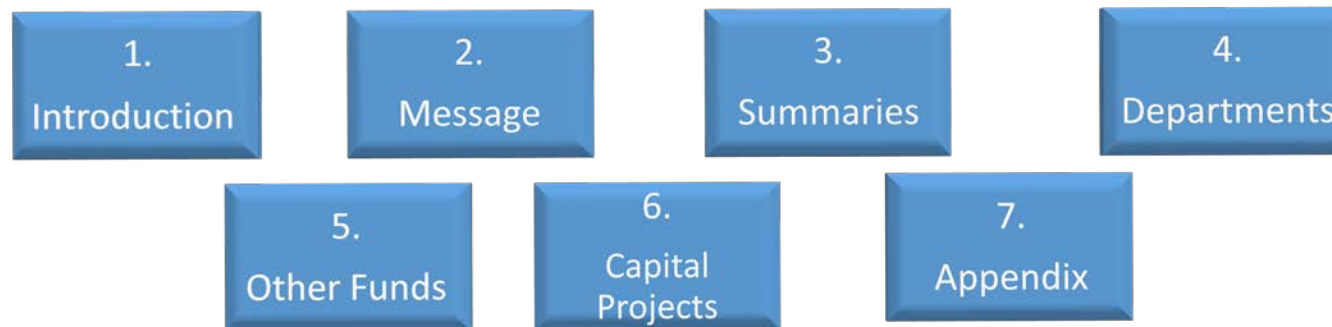 1.
Introduction
2.
Message
3.
Summaries
4.
Departments
5.
Other Funds
6.
Capital
Projects
7.
Appendix